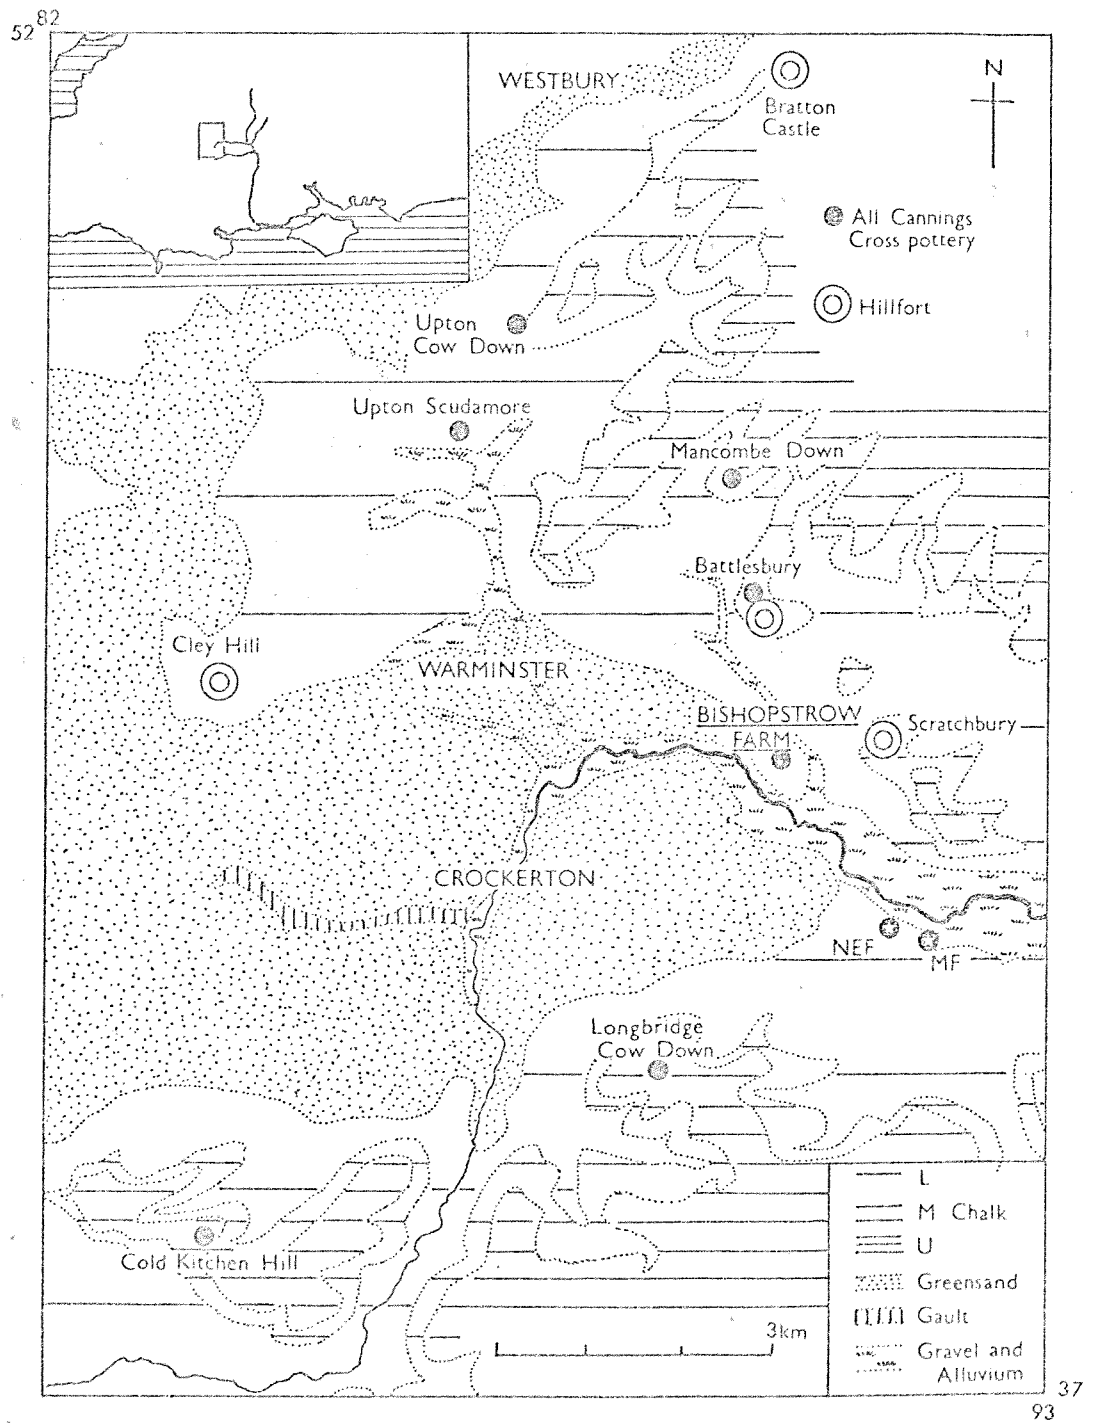 82
52
WESTBURY
N
Bratton
Castle
All Cannings
Cross pottery
Hillfort
Upton
Cow Down
Upton Scudamore
Mancombe Down
Battlesbury
Cley Hill
WARMINSTER
BISHOPSTROW
FARM
Scratchbury
CROCKERTON
NEF
MF
Longbridge
Cow Down
Cold Kitchen Hill
L
M Chalk
U
Greensand
Gault
Gravel and
Alluvium
3km
37
93